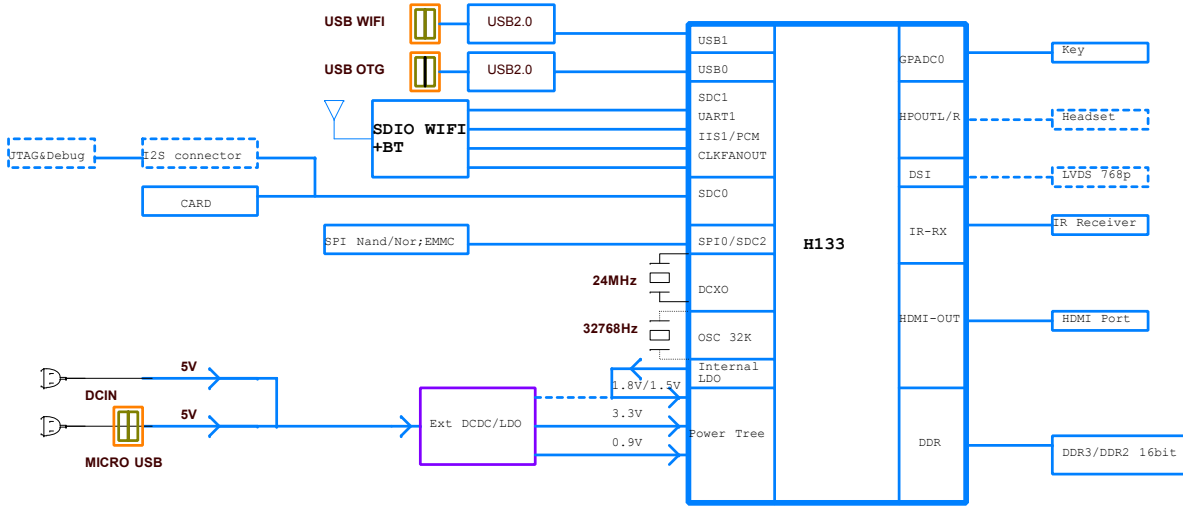 USB WIFI
USB2.0
USB1
GPADC0
Key
USB OTG
USB2.0
USB0
SDC1
UART1
IIS1/PCM
CLKFANOUT
SDIO WIFI
+BT
HPOUTL/R
Headset
JTAG&Debug
I2S connector
DSI
LVDS 768p
CARD
SDC0
SPI Nand/Nor;EMMC
SPI0/SDC2
H133
IR-RX
IR Receiver
24MHz
DCXO
32768Hz
OSC 32K
HDMI-OUT
HDMI Port
Internal
LDO
5V
DCIN
1.8V/1.5V
5V
MICRO USB
Ext DCDC/LDO
3.3V
0.9V
Power Tree
DDR
DDR3/DDR2 16bit